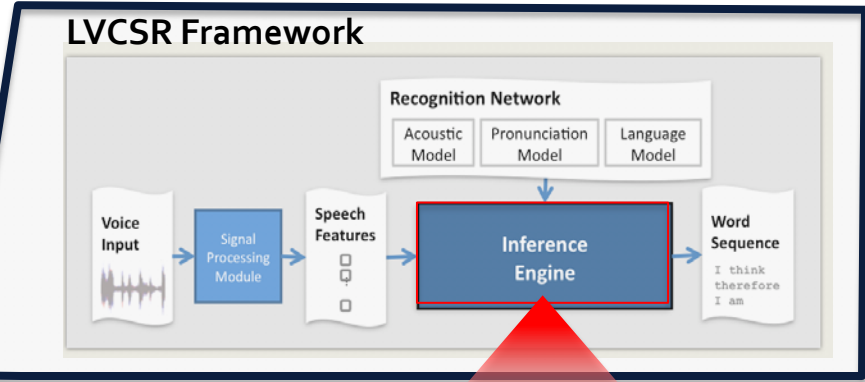 LVCSR Framework
Recognition Network
Acoustic
Model
Pronunciation
Model
Language
Model
Voice
Input
Signal
Processing
Module
Speech
Features
Inference
Engine
Word
Sequence
I think
therefore
I am